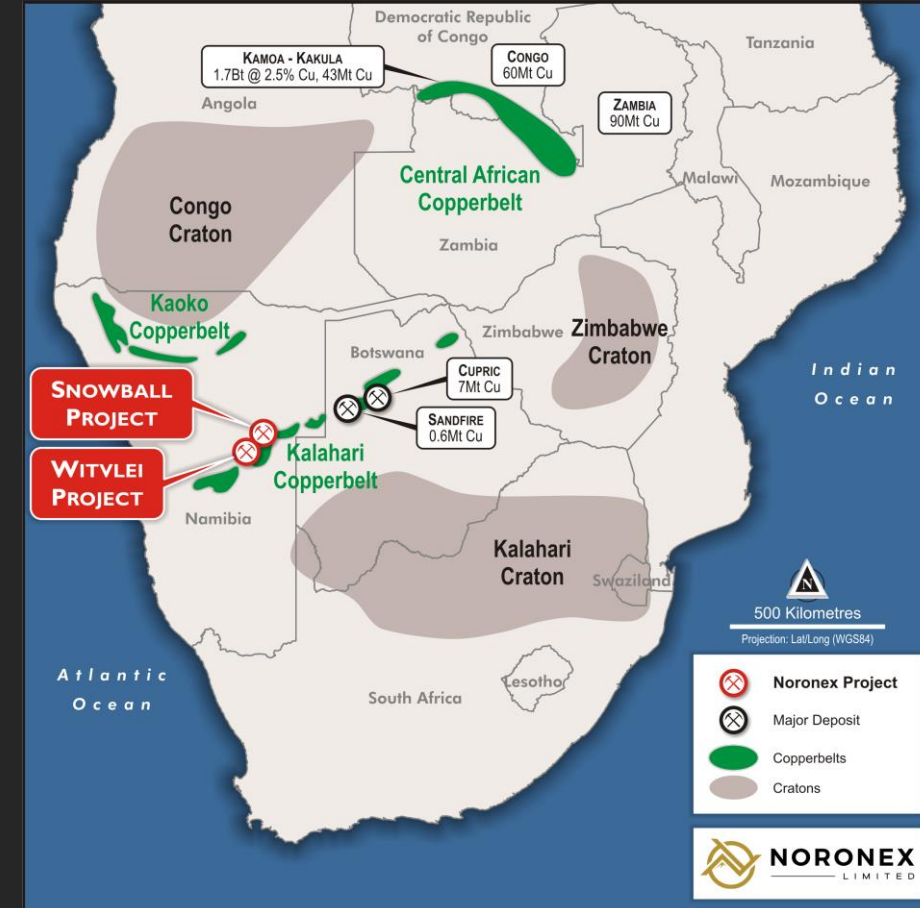 Democratic Republic
of Congo
Tanzania
KAMOA - KAKULA
1.7Bt @ 2.5% Cu, 43Mt Cu
CONGO
60Mt Cu
Angola
ZAMBIA
90Mt Cu
Central African
Copperbelt
Malawi
Mozambique
Congo
Craton
Zambia
Kaoko
Copperbelt
Zimbabwe
Zimbabwe
Craton
Botswana
CUPRIC
7Mt Cu
Indian
Ocean
SNOWBALL
PROJECT
SANDFIRE
0.6Mt Cu
Kalahari
Copperbelt
WITVLEI
PROJECT
Namibia
Kalahari
Craton
Swaziland
N
500 Kilometres
Projection: Lat/Long (WGS84)
Atlantic
Ocean
South Africa
Lesotho
Noronex Project
Major Deposit
Copperbelts
Cratons
NORONEX
LIMITED